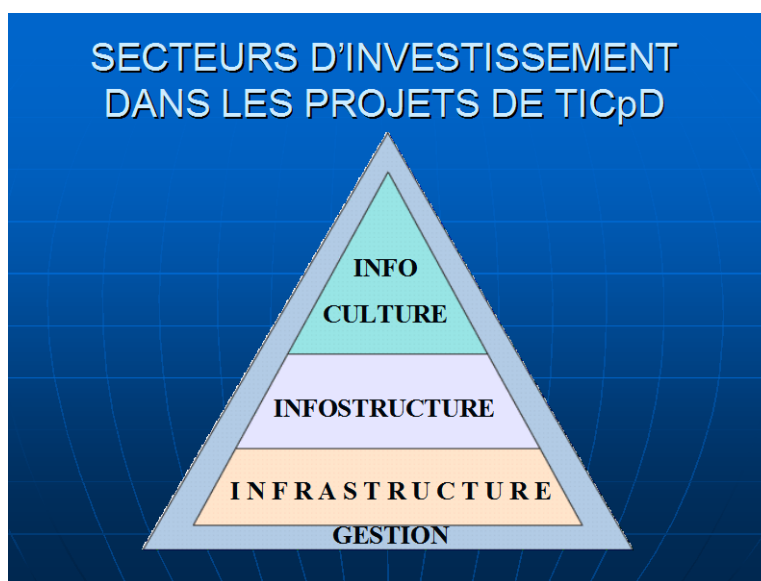 SECTEURS D'INVESTISSEMENT
DANS LES PROJETS DE TICpD
INFO
CULTURE
INFOSTRUCTURE
INFRASTRUCTURE
GESTION